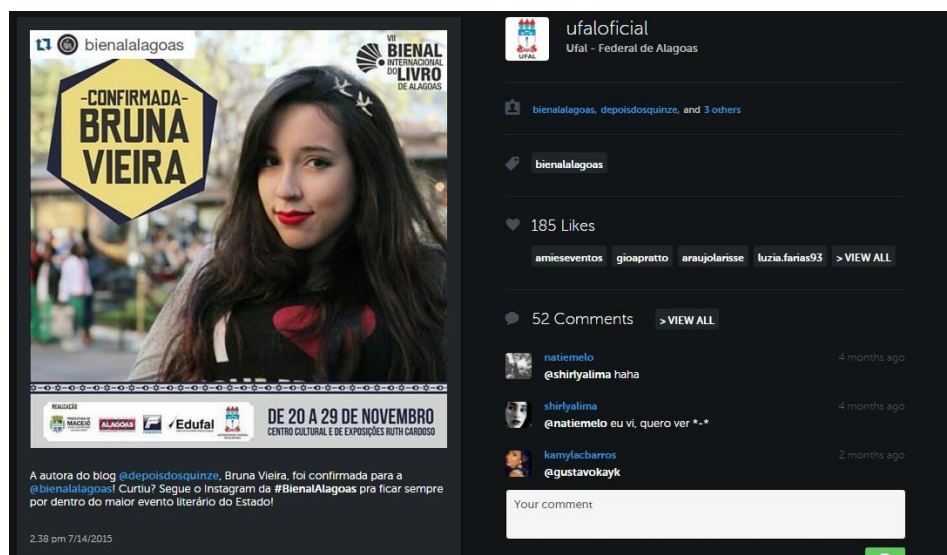 bienalalagoas
VII
BIENAL
INTERNACIONAL
DO LIVRO
DE ALAGOAS
-CONFIRMADA-
BRUNA
VIEIRA
REALIZAÇÃO
MACEIÓ
ALAGOAS
Edufal
DE 20 A 29 DE NOVEMBRO
CENTRO CULTURAL E DE EXPOSIÇÕES RUTH CARDOSO
A autora do blog @depoisdosquinze, Bruna Vieira, foi confirmada para a
@bienalalagoas! Curtiu? Segue o Instagram da #BienalAlagoas pra ficar sempre
por dentro do maior evento literário do Estado!
2.38 pm 7/14/2015
UFAL
ufaloficial
Ufal - Federal de Alagoas
bienalalagoas, depoisdosquinze, and 3 others
bienalalagoas
185 Likes
amieseventos gioapratto araujolarisse luzia.farias93 > VIEW ALL
52 Comments > VIEW ALL
natiemelo 4 months ago
@shirlyalima haha
shirlyalima 4 months ago
@natiemelo eu vi, quero ver *-*
kamylacbarros 2 months ago
@gustavokayk
Your comment